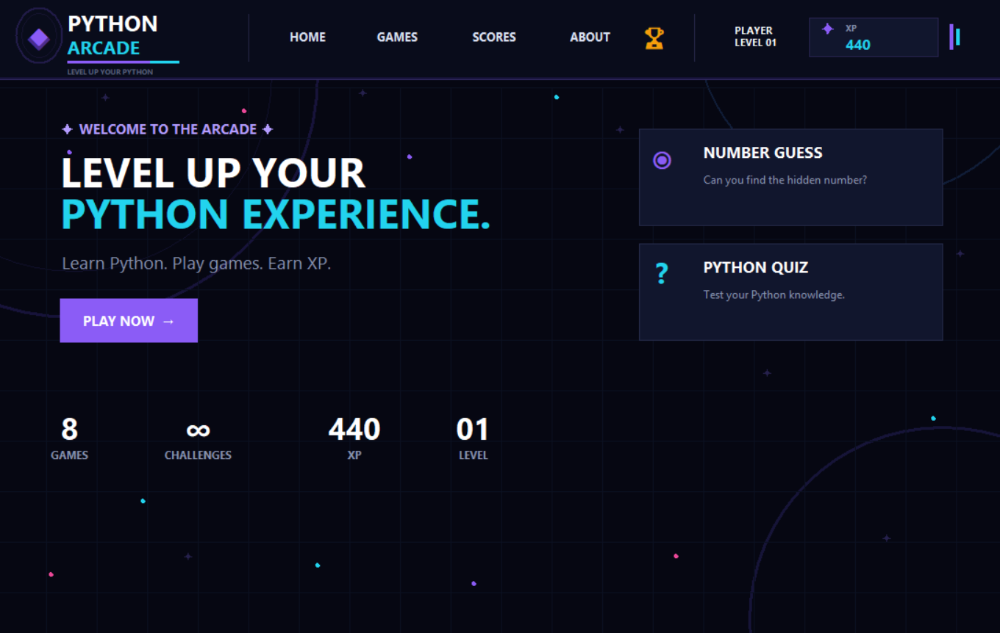 PYTHON
ARCADE
LEVEL UP YOUR PYTHON
HOME
GAMES
SCORES
ABOUT
PLAYER
LEVEL 01
XP
440
WELCOME TO THE ARCADE
LEVEL UP YOUR
PYTHON EXPERIENCE.
Learn Python. Play games. Earn XP.
PLAY NOW →
NUMBER GUESS
Can you find the hidden number?
?
PYTHON QUIZ
Test your Python knowledge.
8
GAMES
∞
CHALLENGES
440
XP
01
LEVEL